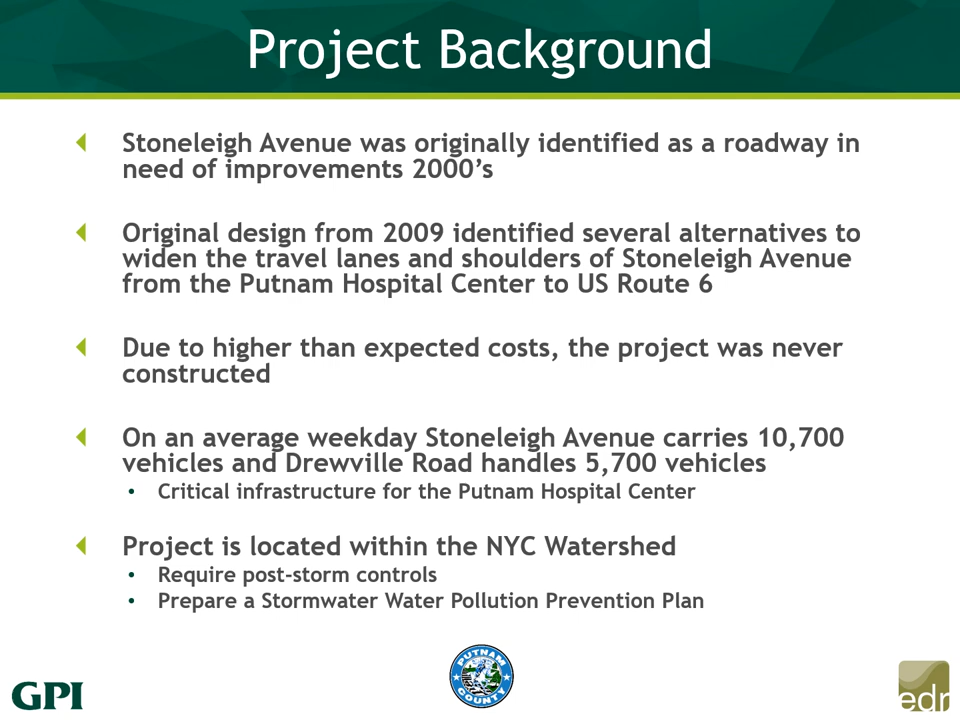 Project Background
Stoneleigh Avenue was originally identified as a roadway in
need of improvements 2000’s
Original design from 2009 identified several alternatives to
widen the travel lanes and shoulders of Stoneleigh Avenue
from the Putnam Hospital Center to US Route 6
Due to higher than expected costs, the project was never
constructed
On an average weekday Stoneleigh Avenue carries 10,700
vehicles and Drewville Road handles 5,700 vehicles
• Critical infrastructure for the Putnam Hospital Center
Project is located within the NYC Watershed
• Require post-storm controls
• Prepare a Stormwater Water Pollution Prevention Plan
GPI
PUTNAM
COUNTY
edr